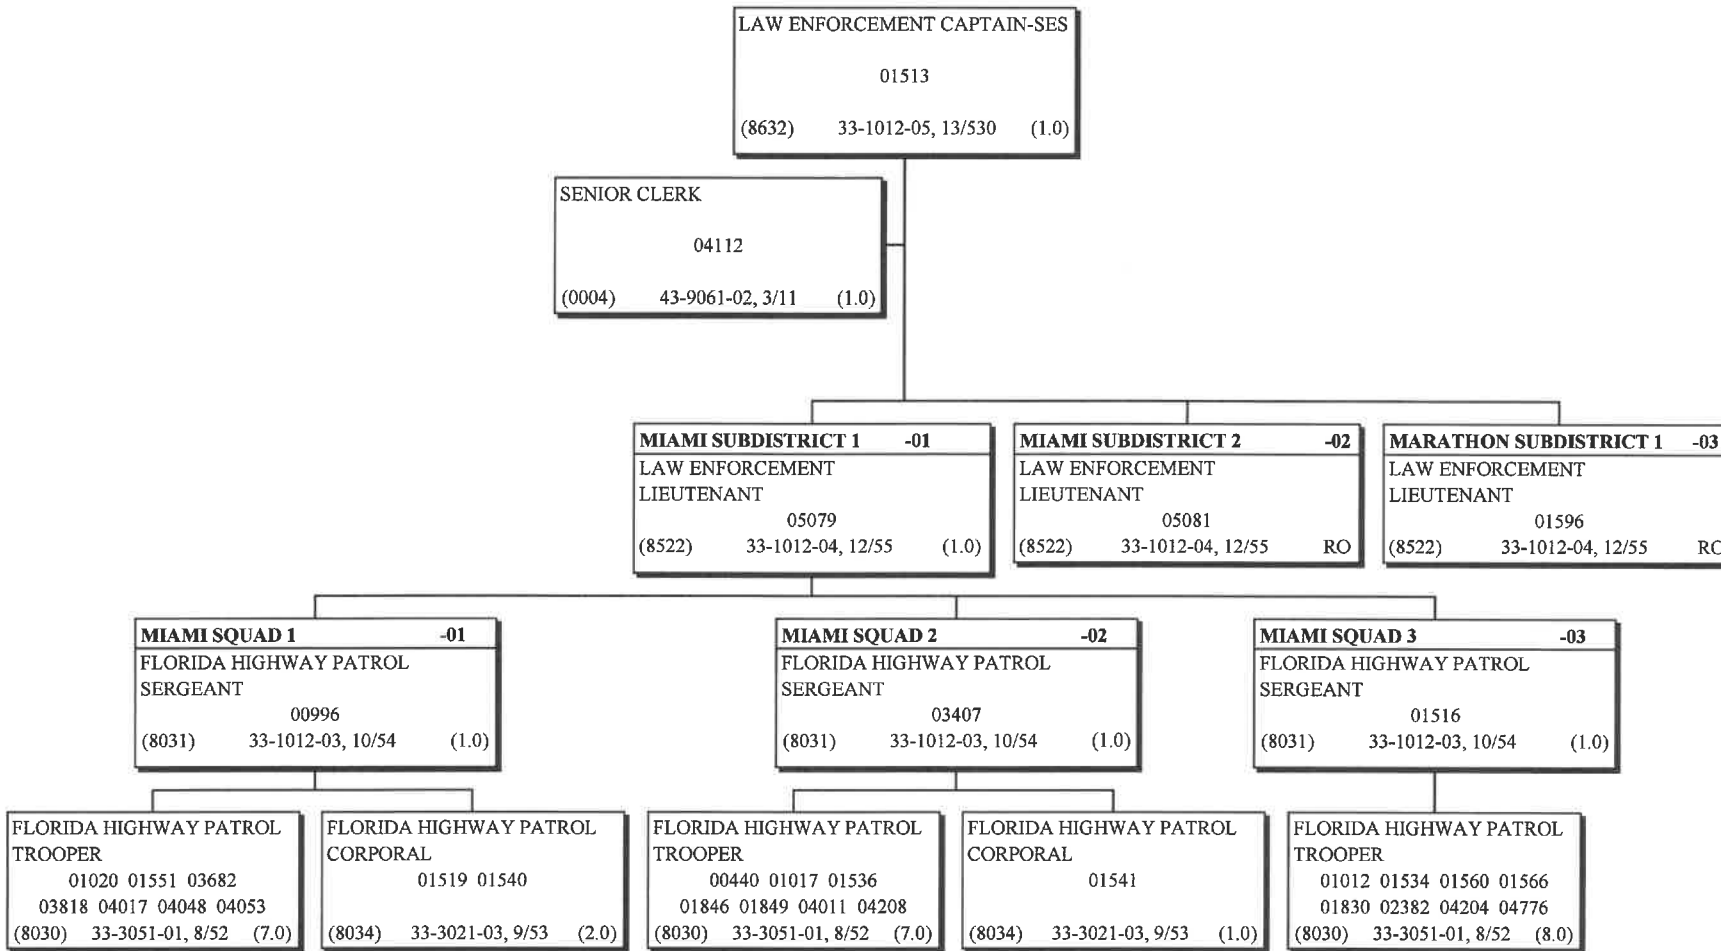 LAW ENFORCEMENT CAPTAIN-SES
01513
(8632) 33-1012-05, 13/530 (1.0)
SENIOR CLERK
04112
(0004) 43-9061-02, 3/11 (1.0)
MIAMI SUBDISTRICT 1 -01
LAW ENFORCEMENT
LIEUTENANT
05079
(8522) 33-1012-04, 12/55 (1.0)
MIAMI SUBDISTRICT 2 -02
LAW ENFORCEMENT
LIEUTENANT
05081
(8522) 33-1012-04, 12/55 RO
MARATHON SUBDISTRICT 1 -03
LAW ENFORCEMENT
LIEUTENANT
01596
(8522) 33-1012-04, 12/55 RO
MIAMI SQUAD 1 -01
FLORIDA HIGHWAY PATROL
SERGEANT
00996
(8031) 33-1012-03, 10/54 (1.0)
MIAMI SQUAD 2 -02
FLORIDA HIGHWAY PATROL
SERGEANT
03407
(8031) 33-1012-03, 10/54 (1.0)
MIAMI SQUAD 3 -03
FLORIDA HIGHWAY PATROL
SERGEANT
01516
(8031) 33-1012-03, 10/54 (1.0)
FLORIDA HIGHWAY PATROL
TROOPER
01020 01551 03682
03818 04017 04048 04053
(8030) 33-3051-01, 8/52 (7.0)
FLORIDA HIGHWAY PATROL
CORPORAL
01519 01540
(8034) 33-3021-03, 9/53 (2.0)
FLORIDA HIGHWAY PATROL
TROOPER
00440 01017 01536
01846 01849 04011 04208
(8030) 33-3051-01, 8/52 (7.0)
FLORIDA HIGHWAY PATROL
CORPORAL
01541
(8034) 33-3021-03, 9/53 (1.0)
FLORIDA HIGHWAY PATROL
TROOPER
01012 01534 01560 01566
01830 02382 04204 04776
(8030) 33-3051-01, 8/52 (8.0)